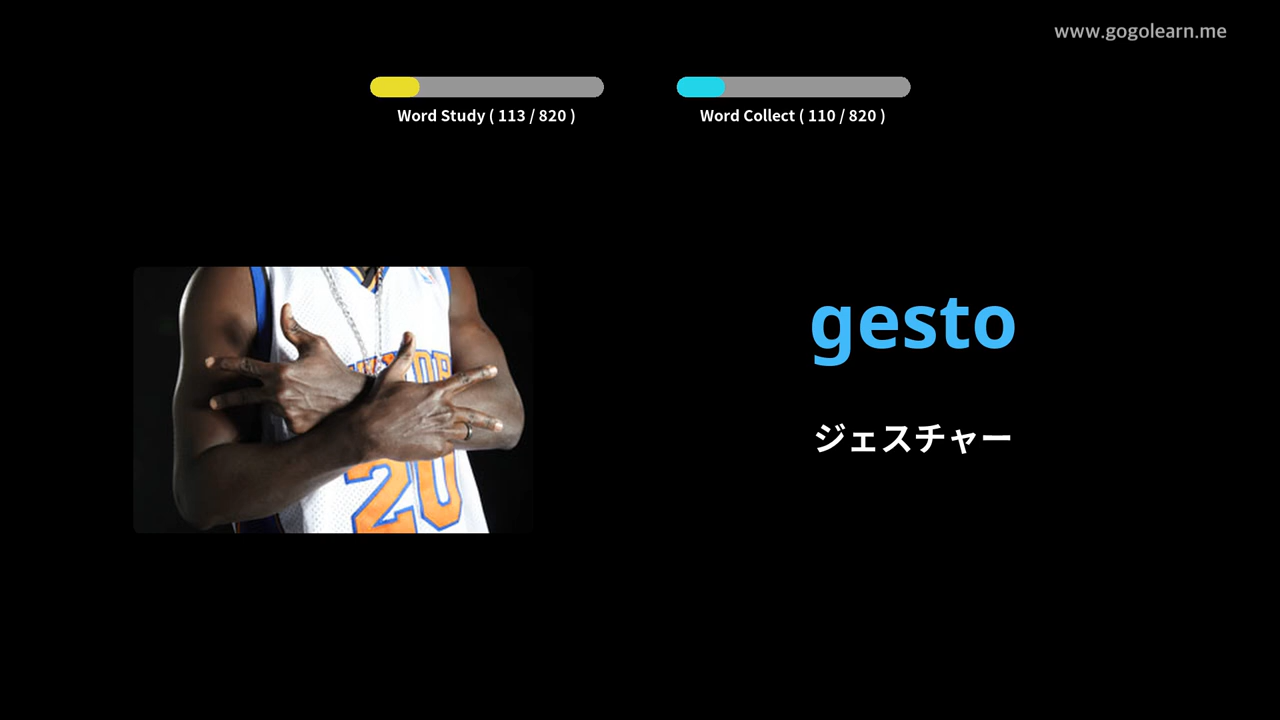 www.gogolearn.me
Word Study ( 113 / 820 )
Word Collect ( 110 / 820 )
gesto
ジェスチャー
20